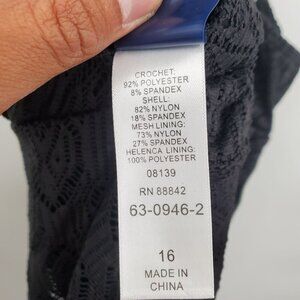 CROCHET:
92% POLYESTER
8% SPANDEX
SHELL:
82% NYLON
18% SPANDEX
MESH LINING:
73% NYLON
27% SPANDEX
HELENCA LINING:
100% POLYESTER
08139
RN 88842
63-0946-2
16
MADE IN
CHINA